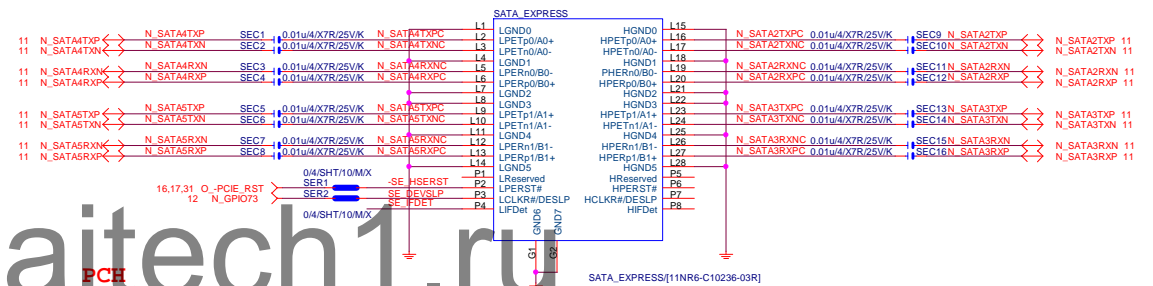 SATA_EXPRESS
11 N_SATA4TXP N_SATA4TXP SEC1 0.01u/4/X7R/25V/K N_SATA4TXPC
11 N_SATA4TXN N_SATA4TXN SEC2 0.01u/4/X7R/25V/K N_SATA4TXNC
11 N_SATA4RXN N_SATA4RXN SEC3 0.01u/4/X7R/25V/K N_SATA4RXNC
11 N_SATA4RXP N_SATA4RXP SEC4 0.01u/4/X7R/25V/K N_SATA4RXPC
11 N_SATA5TXP N_SATA5TXP SEC5 0.01u/4/X7R/25V/K N_SATA5TXPC
11 N_SATA5TXN N_SATA5TXN SEC6 0.01u/4/X7R/25V/K N_SATA5TXNC
11 N_SATA5RXN N_SATA5RXN SEC7 0.01u/4/X7R/25V/K N_SATA5RXNC
11 N_SATA5RXP N_SATA5RXP SEC8 0.01u/4/X7R/25V/K N_SATA5RXPC
0/4/SHT/10/M/X
16,17,31 O_-PCIE_RST SER1 -SE_HSERST
12 N_GPIO73 SER2 SE_DEVSLP
SE_IFDET
0/4/SHT/10/M/X
L1 LGND0
L2 LPETp0/A0+
L3 LPETn0/A0-
L4 LGND1
L5 LPERn0/B0-
L6 LPERp0/B0+
L7 LGND2
L8 LGND3
L9 LPETp1/A1+
L10 LPETn1/A1-
L11 LGND4
L12 LPERn1/B1-
L13 LPERp1/B1+
L14 LGND5
P1 LReserved
P2 LPERST#
P3 LCLKR#/DESLP
P4 LIFDet
HGND0 L15
HPETp0/A0+ L16
HPETn0/A0- L17
HGND1 L18
PHERn0/B0- L19
HPERp0/B0+ L20
HGND2 L21
HGND3 L22
HPETp1/A1+ L23
HPETn1/A1- L24
HGND4 L25
HPERn1/B1- L26
HPERp1/B1+ L27
HGND5 L28
HReserved P5
HPERST# P6
HCLKR#/DESLP P7
HIFDet P8
GND6 G1
GND7 G2
N_SATA2TXPC 0.01u/4/X7R/25V/K SEC9 N_SATA2TXP N_SATA2TXP 11
N_SATA2TXNC 0.01u/4/X7R/25V/K SEC10 N_SATA2TXN N_SATA2TXN 11
N_SATA2RXNC 0.01u/4/X7R/25V/K SEC11 N_SATA2RXN N_SATA2RXN 11
N_SATA2RXPC 0.01u/4/X7R/25V/K SEC12 N_SATA2RXP N_SATA2RXP 11
N_SATA3TXPC 0.01u/4/X7R/25V/K SEC13 N_SATA3TXP N_SATA3TXP 11
N_SATA3TXNC 0.01u/4/X7R/25V/K SEC14 N_SATA3TXN N_SATA3TXN 11
N_SATA3RXNC 0.01u/4/X7R/25V/K SEC15 N_SATA3RXN N_SATA3RXN 11
N_SATA3RXPC 0.01u/4/X7R/25V/K SEC16 N_SATA3RXP N_SATA3RXP 11
aitech1.ru
PCH
SATA_EXPRESS/[11NR6-C10236-03R]